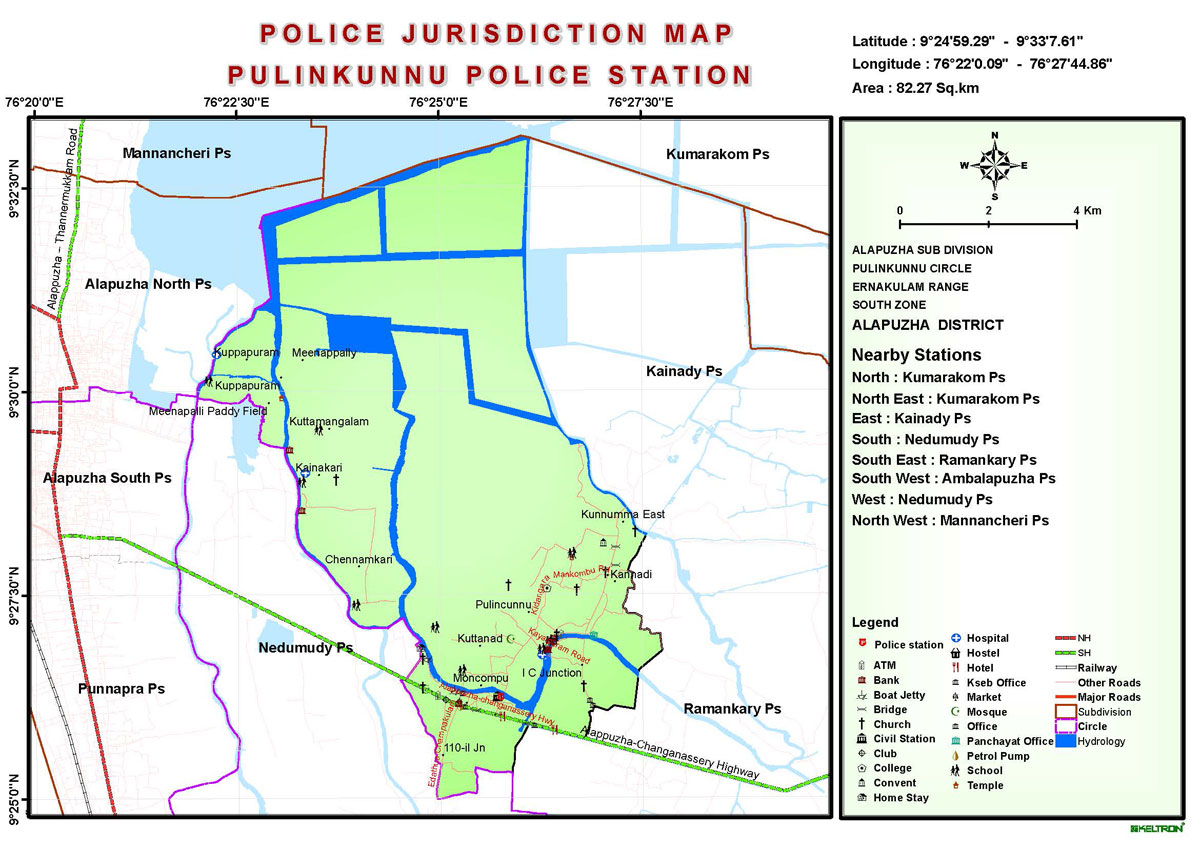 POLICE JURISDICTION MAP
PULINKUNNU POLICE STATION
Latitude : 9°24'59.29" - 9°33'7.61"
Longitude : 76°22'0.09" - 76°27'44.86"
Area : 82.27 Sq.km
76°20'0"E
76°22'30"E
76°25'0"E
76°27'30"E
9°32'30"N
9°30'0"N
9°27'30"N
9°25'0"N
Mannancheri Ps
Kumarakom Ps
Alappuzha – Thannermukkam Road
Alapuzha North Ps
Kuppapuram
Meenappally
Kainady Ps
Kuppapuram
Meenapalli Paddy Field
Kuttamangalam
Alapuzha South Ps
Kainakari
Kunnumma East
Chennamkari
Mankombu Rd
Kannadi
Kidangara
Pulincunnu
Kuttanad
Nedumudy Ps
I C Junction
Moncompu
Punnapra Ps
Ramankary Ps
110-il Jn
Alappuzha-Changanassery Highway
N
W
E
S
0
2
4 Km
ALAPUZHA SUB DIVISION
PULINKUNNU CIRCLE
ERNAKULAM RANGE
SOUTH ZONE
ALAPUZHA DISTRICT
Nearby Stations
North : Kumarakom Ps
North East : Kumarakom Ps
East : Kainady Ps
South : Nedumudy Ps
South East : Ramankary Ps
South West : Ambalapuzha Ps
West : Nedumudy Ps
North West : Mannancheri Ps
Legend
Police station
ATM
Bank
Boat Jetty
Bridge
Church
Civil Station
Club
College
Convent
Home Stay
Hospital
Hostel
Hotel
Kseb Office
Market
Mosque
Office
Panchayat Office
Petrol Pump
School
Temple
NH
SH
Railway
Other Roads
Major Roads
Subdivision
Circle
Hydrology
KELTRON